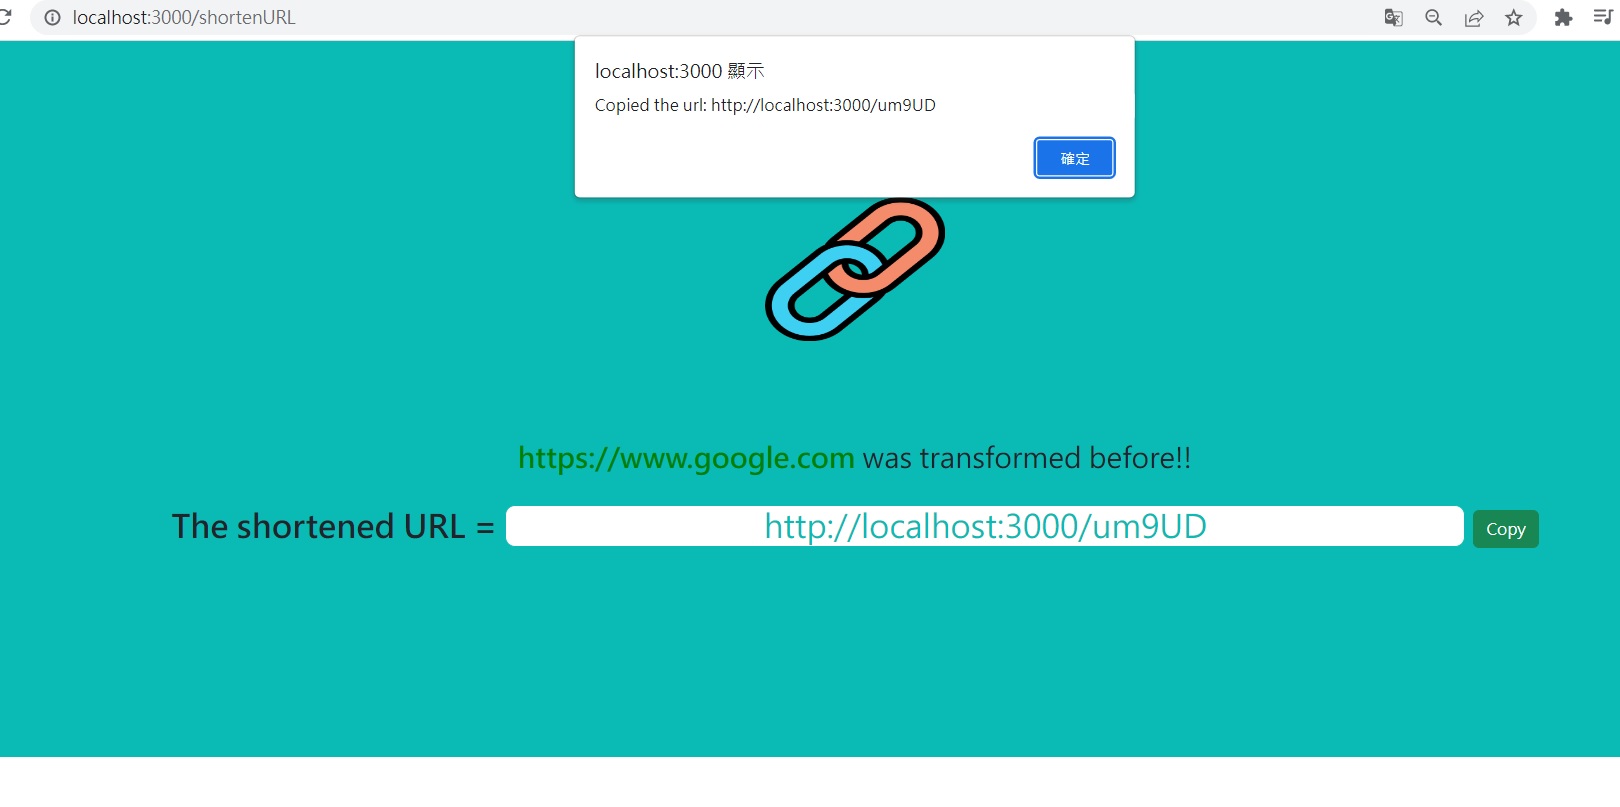 localhost:3000/shortenURL
localhost:3000 顯示
Copied the url: http://localhost:3000/um9UD
確定
https://www.google.com was transformed before!!
The shortened URL = http://localhost:3000/um9UD Copy